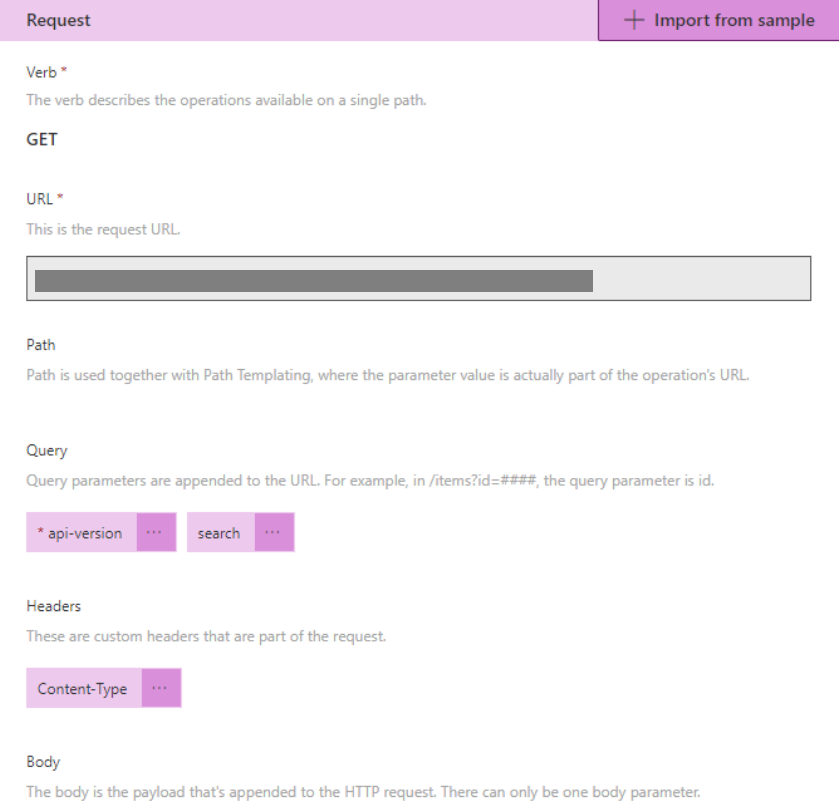 Request
+ Import from sample
Verb *
The verb describes the operations available on a single path.
GET
URL *
This is the request URL.
Path
Path is used together with Path Templating, where the parameter value is actually part of the operation's URL.
Query
Query parameters are appended to the URL. For example, in /items?id=####, the query parameter is id.
* api-version ... search ...
Headers
These are custom headers that are part of the request.
Content-Type ...
Body
The body is the payload that's appended to the HTTP request. There can only be one body parameter.